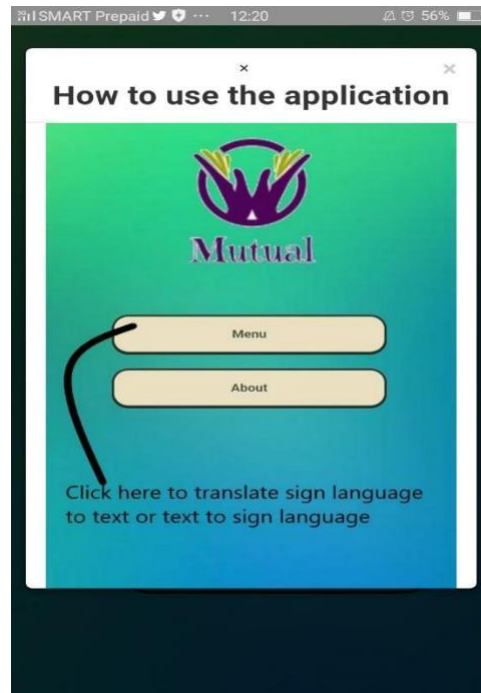 SMART Prepaid ··· 12:20 56%
×
×
How to use the application
Mutual
Menu
About
Click here to translate sign language
to text or text to sign language